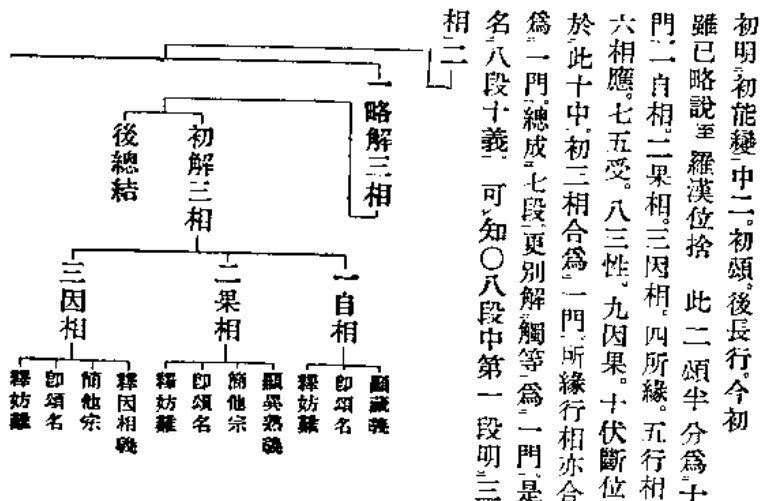 初明初能變中二。初頌。後長行。今初
雖已略說至羅漢位捨 此二頌半分爲十
門。一自相。二果相。三因相。四所緣。五行相
六相應。七五受。八三性。九因果。十伏斷位
於此十中。初三相合爲一門。所緣行相亦合
爲一門。總成七段。更別解觸等爲一門。是
名八段十義 可知〇八段中第一段明三
相二
一略解三相
初解三相
後總結
一自相
二果相
三因相
顯藏義
卽頌名
釋妨難
顯異熟義
簡他宗
卽頌名
釋妨難
釋因相義
簡他宗
卽頌名
釋妨難